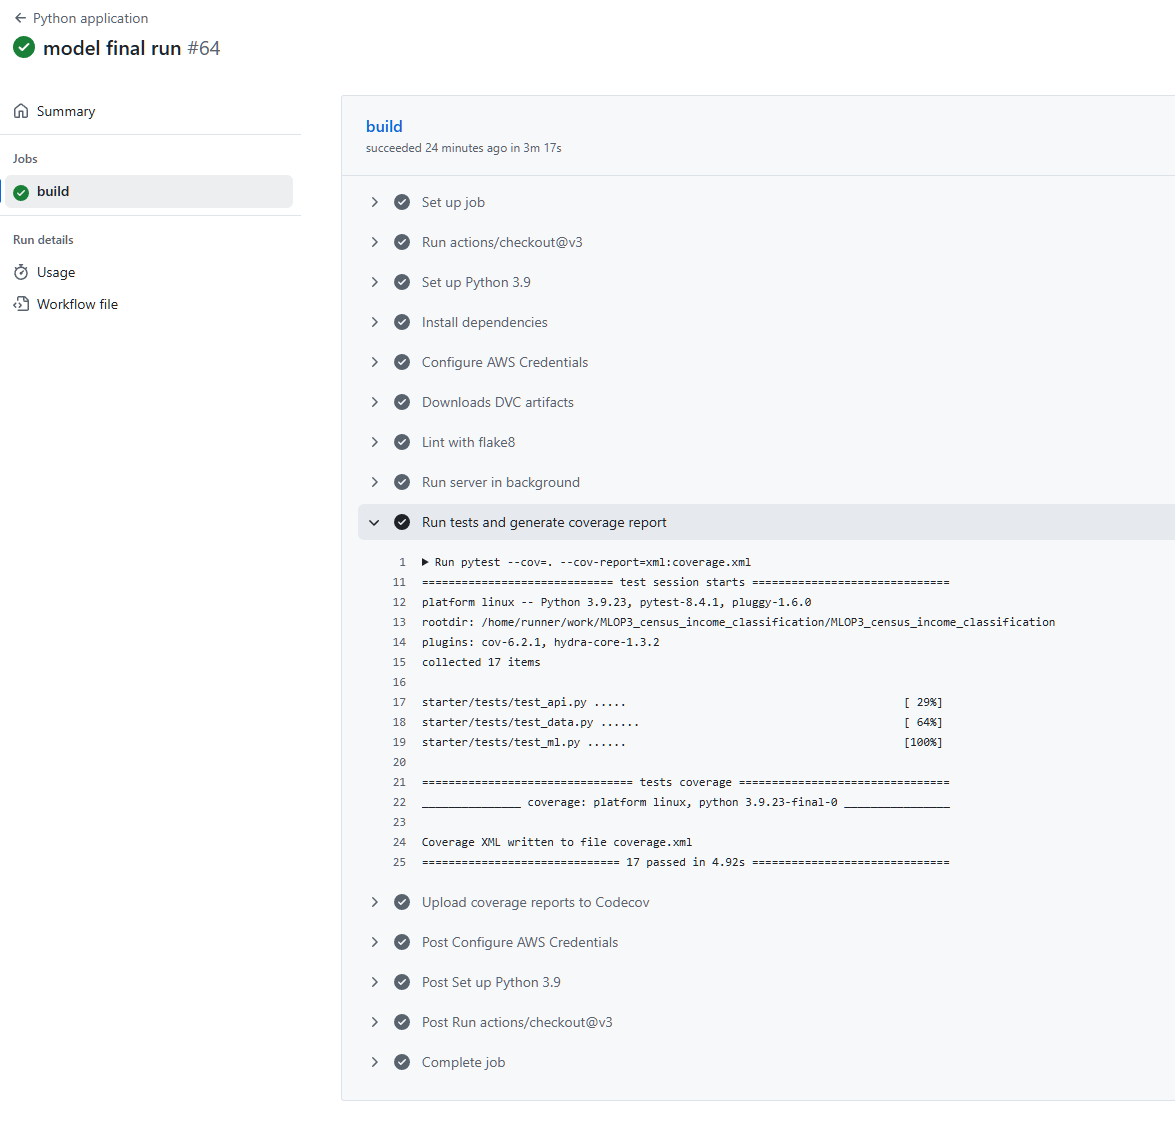 ← Python application
model final run #64
Summary
Jobs
build
Run details
Usage
Workflow file
build
succeeded 24 minutes ago in 3m 17s
Set up job
Run actions/checkout@v3
Set up Python 3.9
Install dependencies
Configure AWS Credentials
Downloads DVC artifacts
Lint with flake8
Run server in background
Run tests and generate coverage report
1 ▶ Run pytest --cov=. --cov-report=xml:coverage.xml
11 ============================= test session starts ==============================
12 platform linux -- Python 3.9.23, pytest-8.4.1, pluggy-1.6.0
13 rootdir: /home/runner/work/MLOP3_census_income_classification/MLOP3_census_income_classification
14 plugins: cov-6.2.1, hydra-core-1.3.2
15 collected 17 items
16
17 starter/tests/test_api.py ..... [ 29%]
18 starter/tests/test_data.py ...... [ 64%]
19 starter/tests/test_ml.py ...... [100%]
20
21 ================================ tests coverage ================================
22 _______________ coverage: platform linux, python 3.9.23-final-0 ________________
23
24 Coverage XML written to file coverage.xml
25 ============================== 17 passed in 4.92s ==============================
Upload coverage reports to Codecov
Post Configure AWS Credentials
Post Set up Python 3.9
Post Run actions/checkout@v3
Complete job